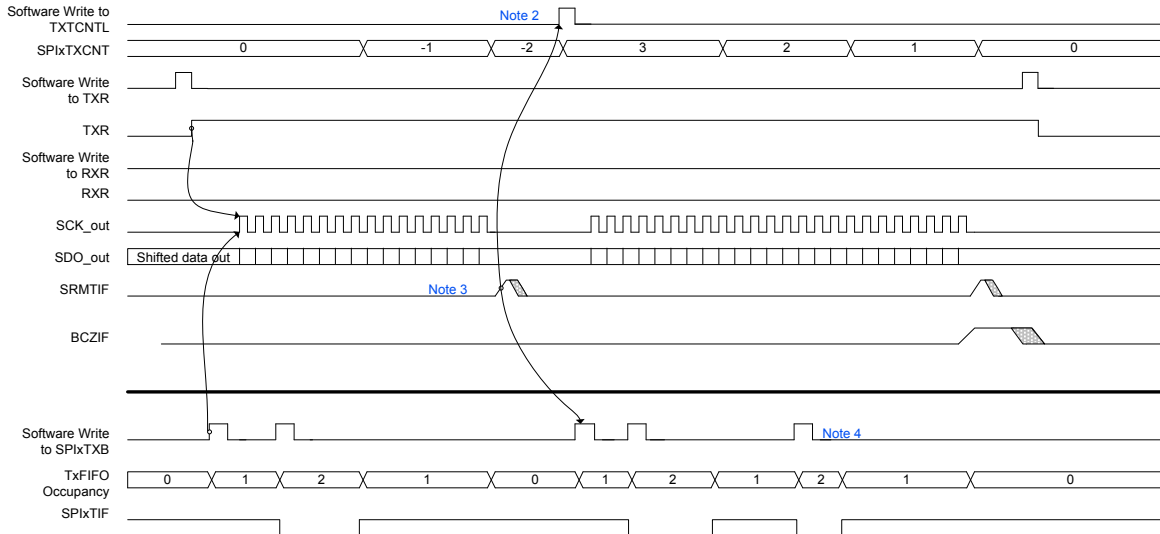 Software Write to
TXTCNTL
Note 2
SPIxTXCNT 0 -1 -2 3 2 1 0
Software Write
to TXR
TXR
Software Write
to RXR
RXR
SCK_out
SDO_out Shifted data out
SRMTIF Note 3
BCZIF
Software Write
to SPIxTXB
Note 4
TxFIFO
Occupancy
0 1 2 1 0 1 2 1 2 1 0
SPIxTIF